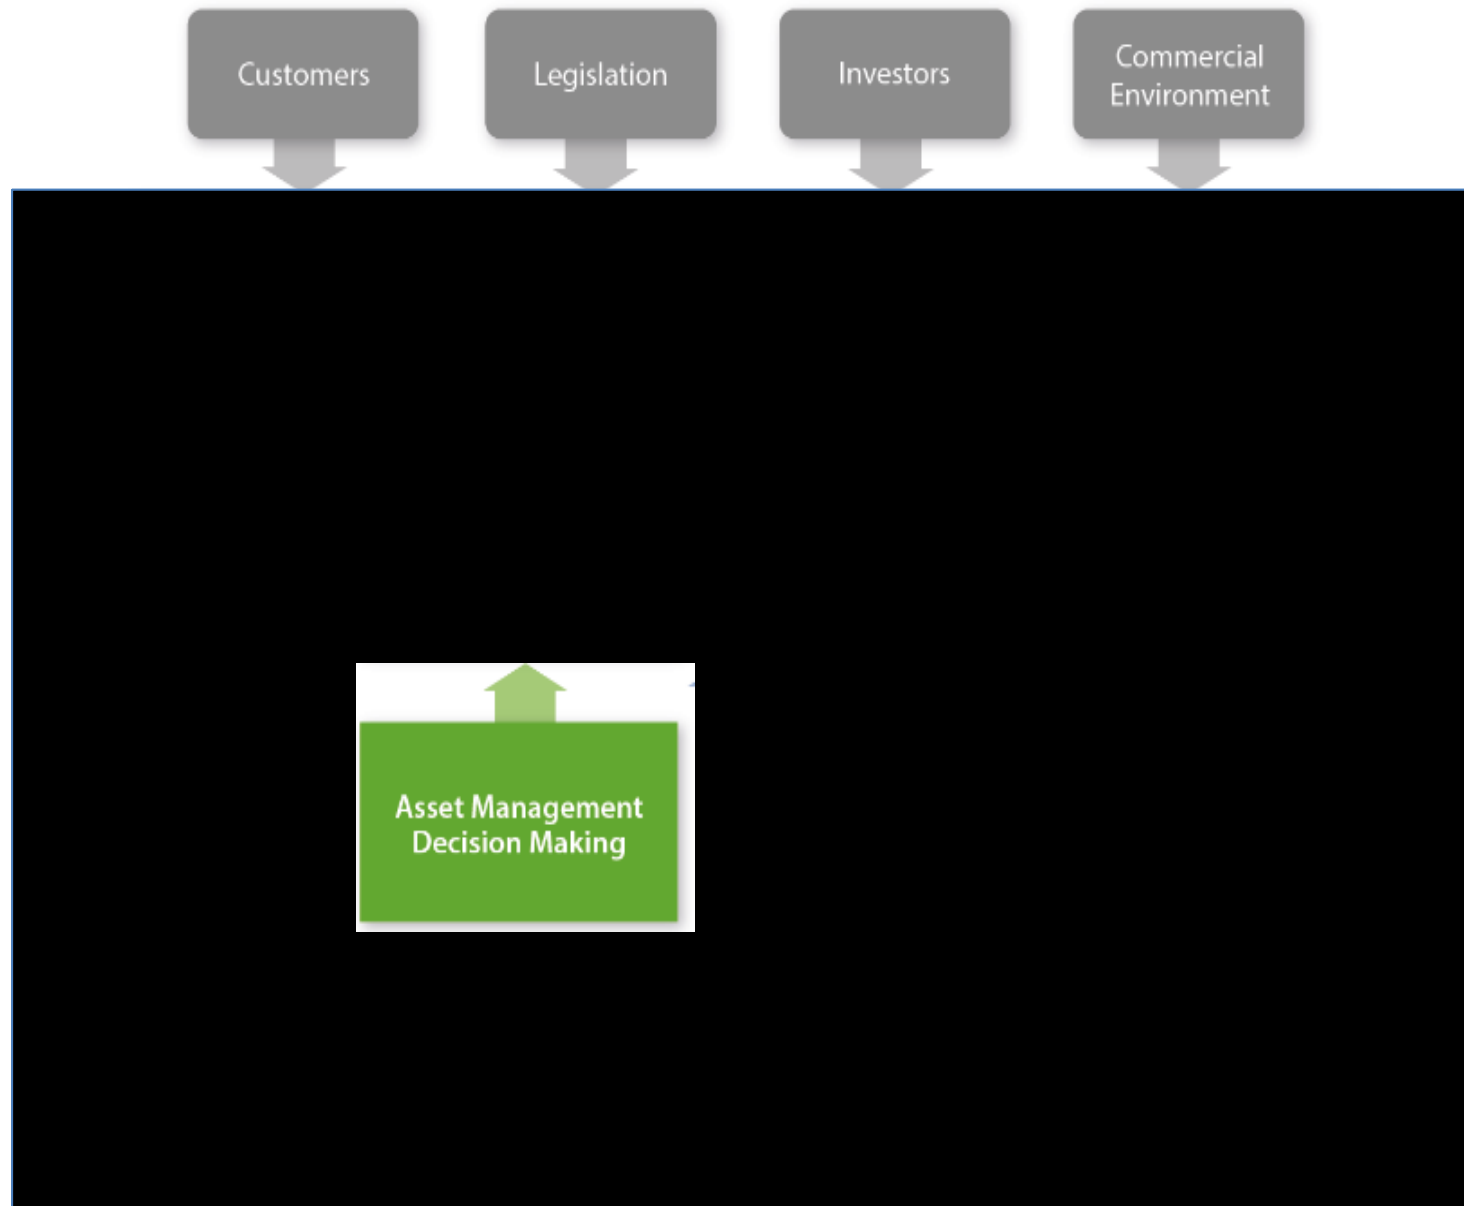 Customers
Legislation
Investors
Commercial
Environment
Asset Management
Decision Making